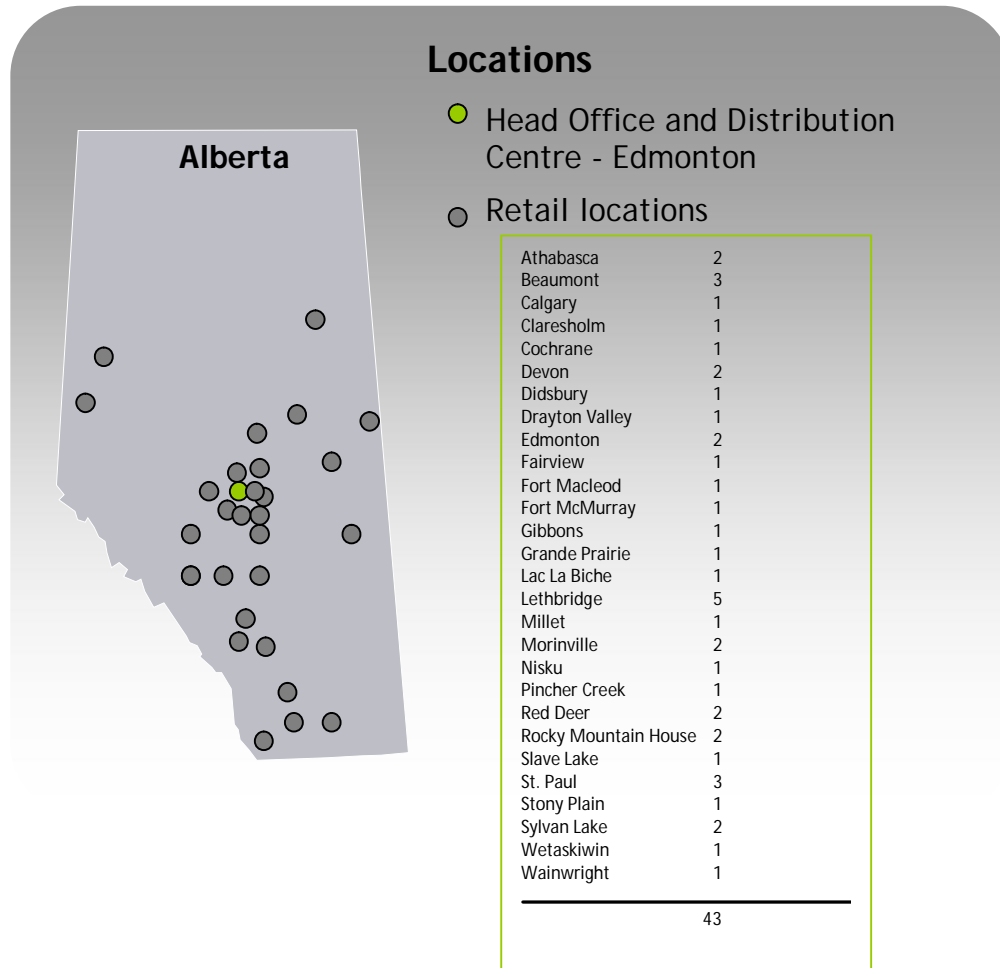 Locations
Head Office and Distribution
Centre - Edmonton
Retail locations
Alberta
Athabasca 2
Beaumont 3
Calgary 1
Claresholm 1
Cochrane 1
Devon 2
Didsbury 1
Drayton Valley 1
Edmonton 2
Fairview 1
Fort Macleod 1
Fort McMurray 1
Gibbons 1
Grande Prairie 1
Lac La Biche 1
Lethbridge 5
Millet 1
Morinville 2
Nisku 1
Pincher Creek 1
Red Deer 2
Rocky Mountain House 2
Slave Lake 1
St. Paul 3
Stony Plain 1
Sylvan Lake 2
Wetaskiwin 1
Wainwright 1
43